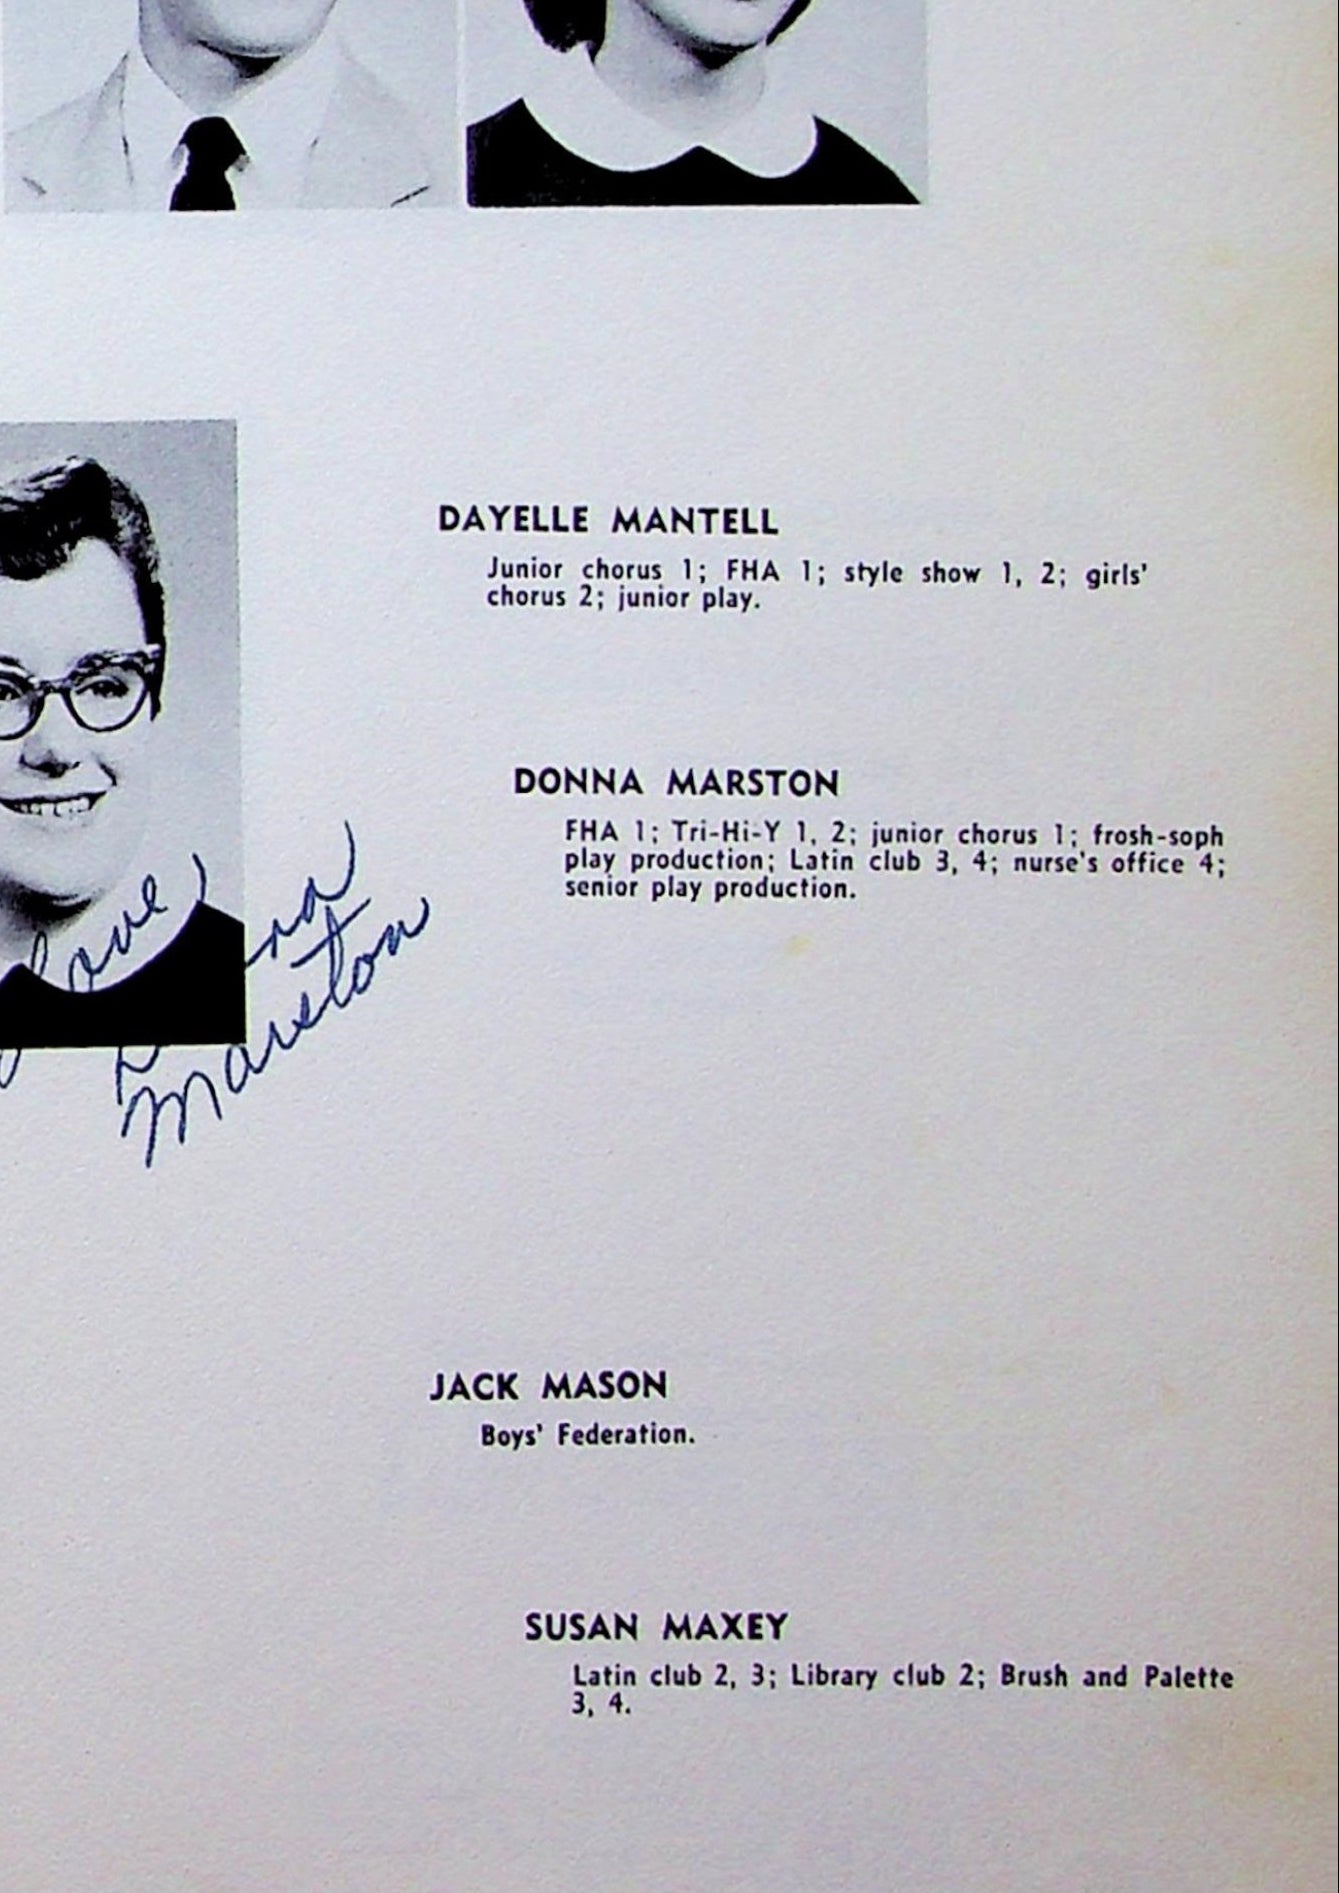 DAYELLE MANTELL
Junior chorus 1; FHA 1; style show 1, 2; girls'
chorus 2; junior play.
DONNA MARSTON
FHA 1; Tri-Hi-Y 1, 2; junior chorus 1; frosh-soph
play production; Latin club 3, 4; nurse's office 4;
senior play production.
Love,
Marston
JACK MASON
Boys' Federation.
SUSAN MAXEY
Latin club 2, 3; Library club 2; Brush and Palette
3, 4.